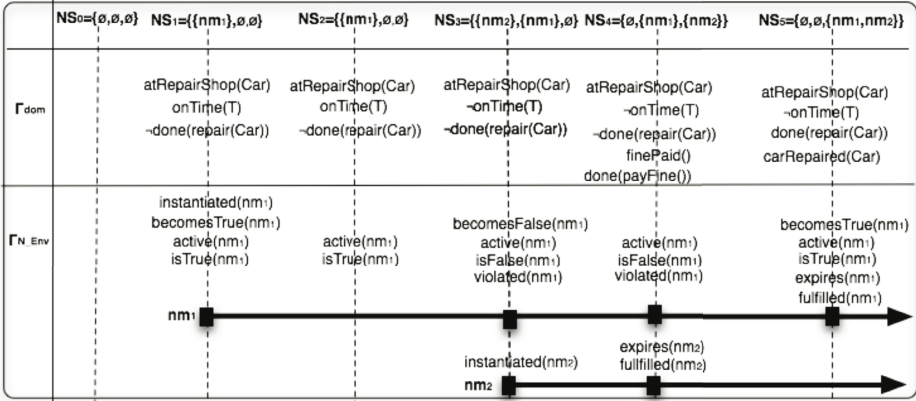 NS₀={ø,ø,ø} NS₁={{nm₁},ø,ø} NS₂={{nm₁},ø,ø} NS₃={{nm₂},{nm₁},ø} NS₄={ø,{nm₁},{nm₂}} NS₅={ø,ø,{nm₁,nm₂}}
Γdom
atRepairShop(Car)
onTime(T)
¬done(repair(Car))
atRepairShop(Car)
onTime(T)
¬done(repair(Car))
atRepairShop(Car)
¬onTime(T)
¬done(repair(Car))
atRepairShop(Car)
¬onTime(T)
¬done(repair(Car))
finePaid()
done(payFine())
atRepairShop(Car)
¬onTime(T)
done(repair(Car))
carRepaired(Car)
ΓN_Env
instantiated(nm₁)
becomesTrue(nm₁)
active(nm₁)
isTrue(nm₁)
active(nm₁)
isTrue(nm₁)
becomesFalse(nm₁)
active(nm₁)
isFalse(nm₁)
violated(nm₁)
active(nm₁)
isFalse(nm₁)
violated(nm₁)
becomesTrue(nm₁)
active(nm₁)
isTrue(nm₁)
expires(nm₁)
fulfilled(nm₁)
nm₁
instantiated(nm₂)
expires(nm₂)
fullfilled(nm₂)
nm₂